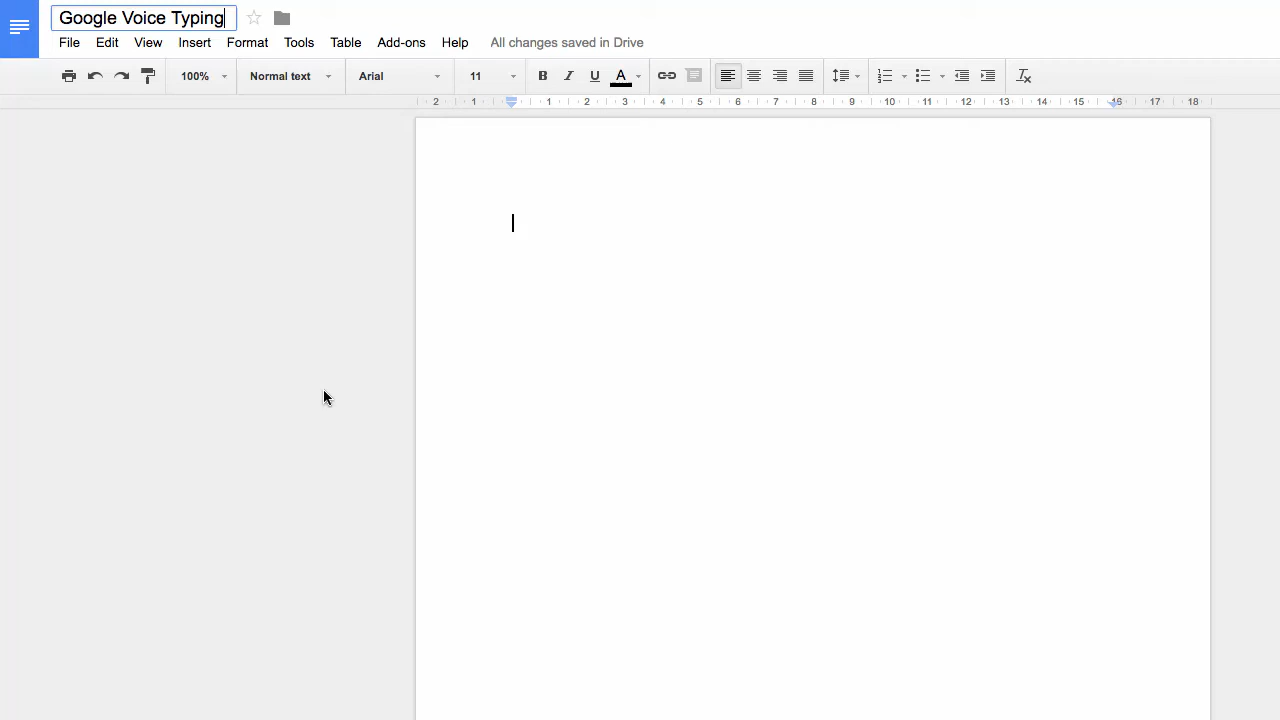 Google Voice Typing
File Edit View Insert Format Tools Table Add-ons Help All changes saved in Drive
100% Normal text Arial 11 B I U A
2 1 1 2 3 4 5 6 7 8 9 10 11 12 13 14 15 16 17 18